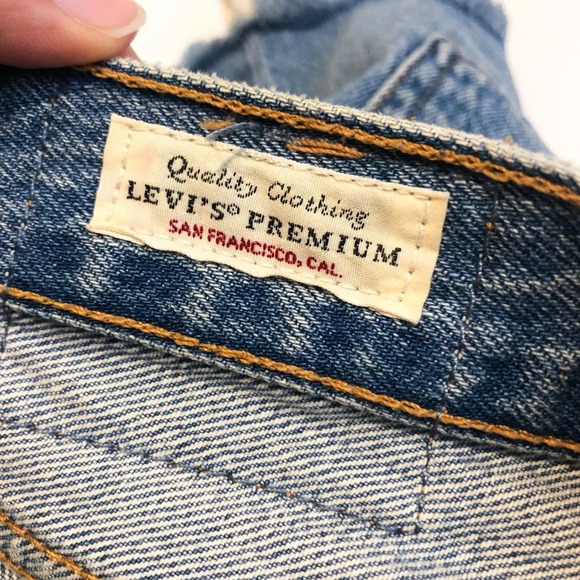 Quality Clothing
LEVI'S® PREMIUM
SAN FRANCISCO, CAL.